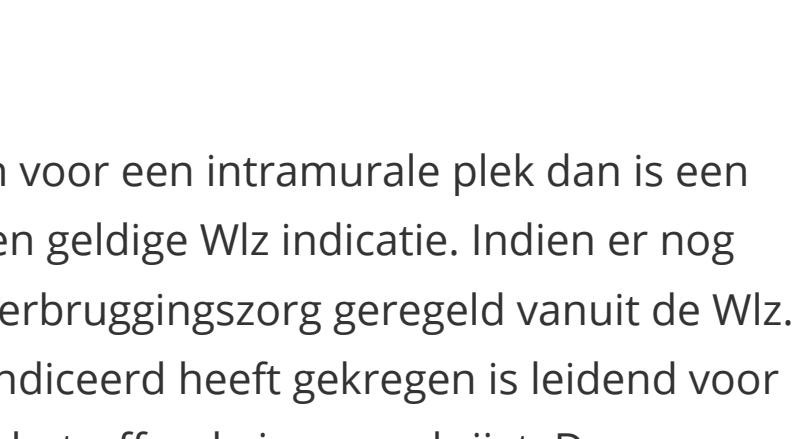 voor een intramurale plek dan is een
en geldige Wlz indicatie. Indien er nog
erbruggingszorg geregeld vanuit de Wlz.
ndiceerd heeft gekregen is leidend voor